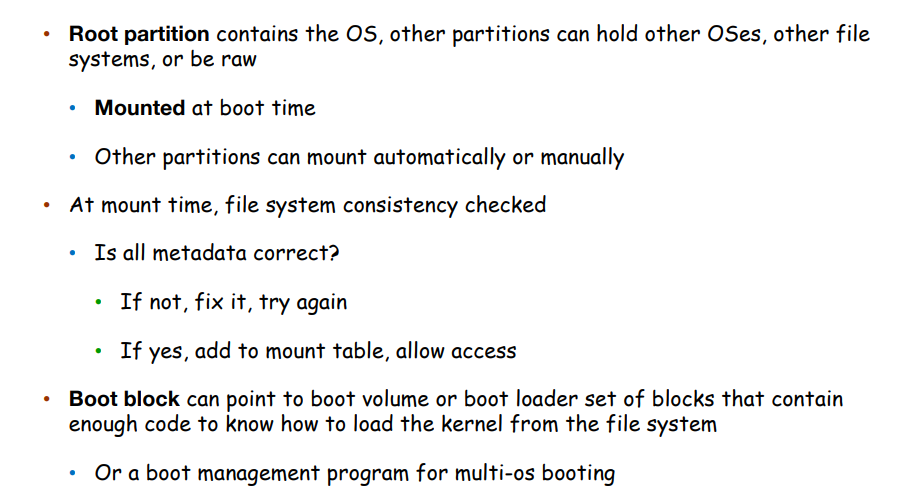 • Root partition contains the OS, other partitions can hold other OSes, other file
systems, or be raw
• Mounted at boot time
• Other partitions can mount automatically or manually
• At mount time, file system consistency checked
• Is all metadata correct?
• If not, fix it, try again
• If yes, add to mount table, allow access
• Boot block can point to boot volume or boot loader set of blocks that contain
enough code to know how to load the kernel from the file system
• Or a boot management program for multi-os booting